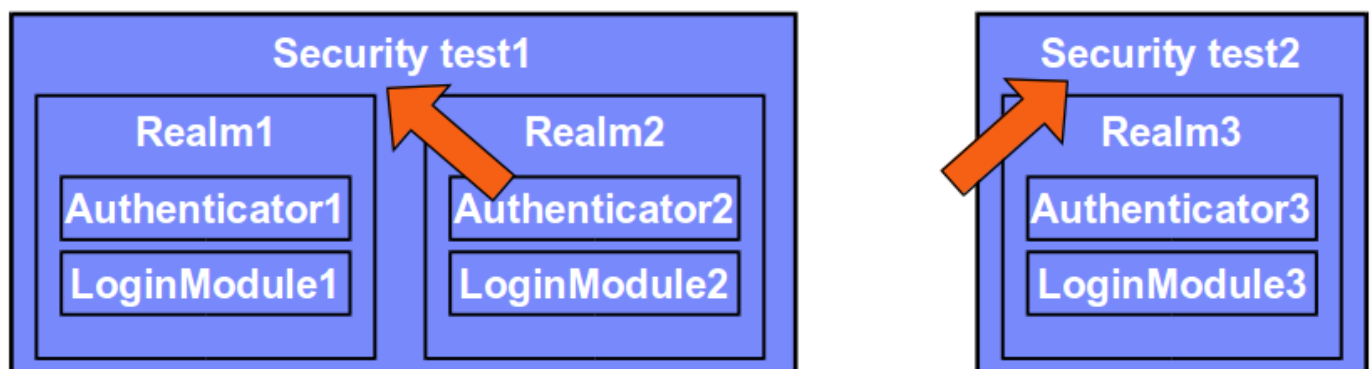 Security test1
Realm1
Authenticator1
LoginModule1
Realm2
Authenticator2
LoginModule2
Security test2
Realm3
Authenticator3
LoginModule3